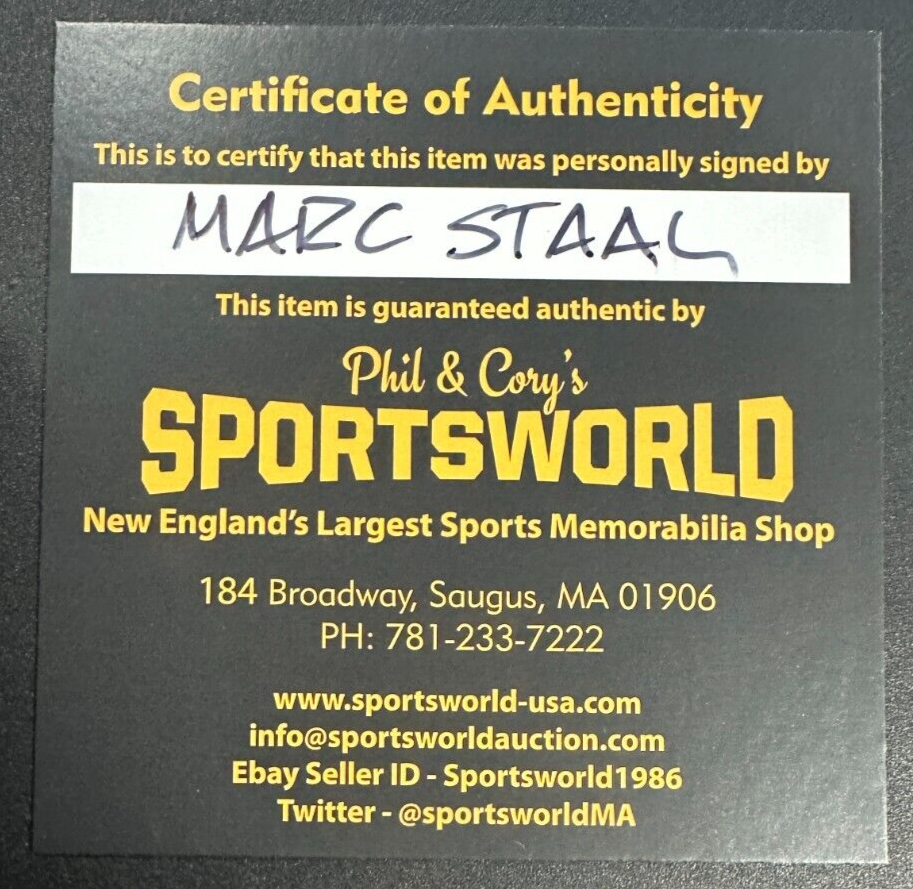 Certificate of Authenticity
This is to certify that this item was personally signed by
MARC STAAL
This item is guaranteed authentic by
Phil & Cory's
SPORTSWORLD
New England's Largest Sports Memorabilia Shop
184 Broadway, Saugus, MA 01906
PH: 781-233-7222
www.sportsworld-usa.com
info@sportsworldauction.com
Ebay Seller ID - Sportsworld1986
Twitter - @sportsworldMA